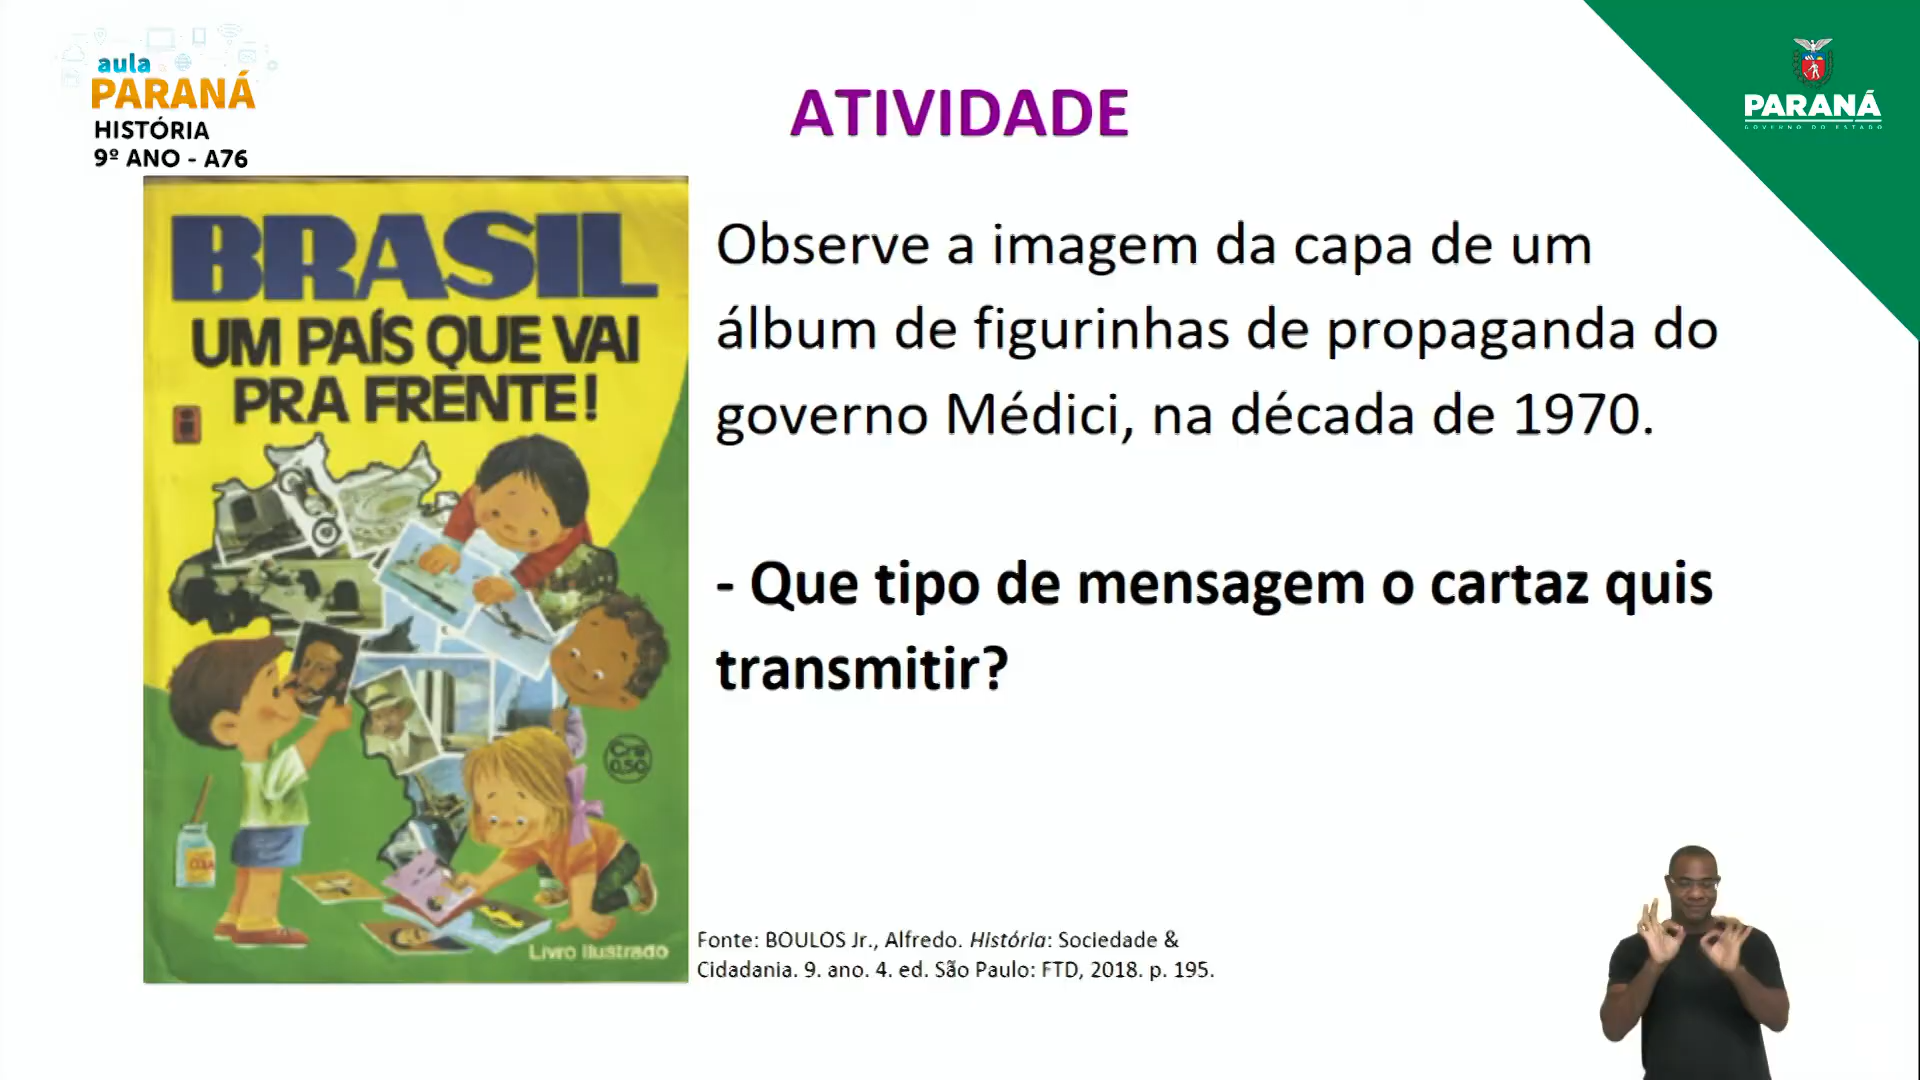 aula
PARANÁ
HISTÓRIA
9º ANO - A76
ATIVIDADE
PARANÁ
GOVERNO DO ESTADO
BRASIL
UM PAÍS QUE VAI
PRA FRENTE!
Cr$
0,50
Livro Ilustrado
Observe a imagem da capa de um
álbum de figurinhas de propaganda do
governo Médici, na década de 1970.
- Que tipo de mensagem o cartaz quis
transmitir?
Fonte: BOULOS Jr., Alfredo. História: Sociedade &
Cidadania. 9. ano. 4. ed. São Paulo: FTD, 2018. p. 195.